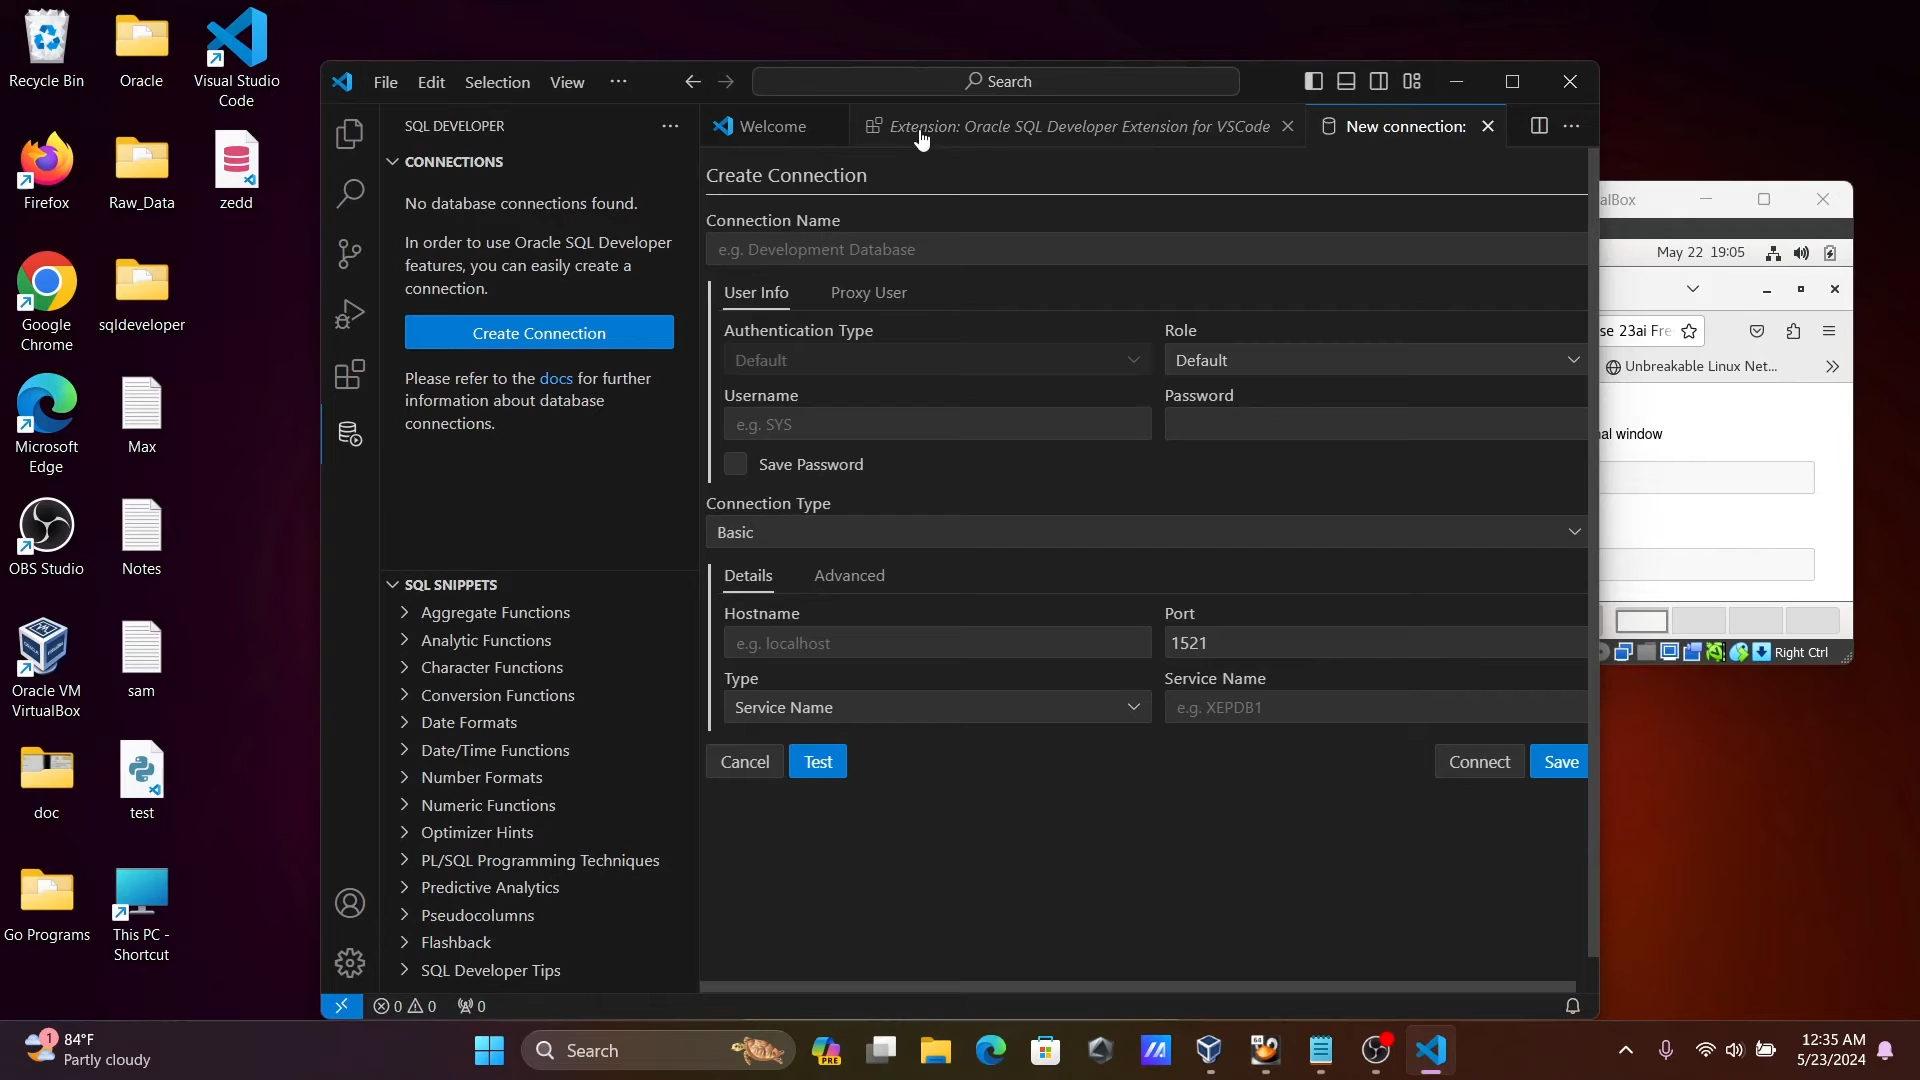 Recycle Bin
Oracle
Visual Studio
Code
Firefox
Raw_Data
zedd
Google
Chrome
sqldeveloper
Microsoft
Edge
Max
OBS Studio
Notes
Oracle VM
VirtualBox
sam
doc
test
Go Programs
This PC -
Shortcut
File Edit Selection View ···
Search
SQL DEVELOPER
CONNECTIONS
No database connections found.
In order to use Oracle SQL Developer
features, you can easily create a
connection.
Create Connection
Please refer to the docs for further
information about database
connections.
SQL SNIPPETS
Aggregate Functions
Analytic Functions
Character Functions
Conversion Functions
Date Formats
Date/Time Functions
Number Formats
Numeric Functions
Optimizer Hints
PL/SQL Programming Techniques
Predictive Analytics
Pseudocolumns
Flashback
SQL Developer Tips
Welcome
Extension: Oracle SQL Developer Extension for VSCode
New connection:
Create Connection
Connection Name
e.g. Development Database
User Info Proxy User
Authentication Type Role
Default Default
Username Password
e.g. SYS
Save Password
Connection Type
Basic
Details Advanced
Hostname Port
e.g. localhost 1521
Type Service Name
Service Name e.g. XEPDB1
Cancel Test Connect Save
0 0 0
alBox
May 22 19:05
se 23ai Fre
Unbreakable Linux Net...
nal window
Right Ctrl
1
84°F
Partly cloudy
Search
PRE
64
12:35 AM
5/23/2024